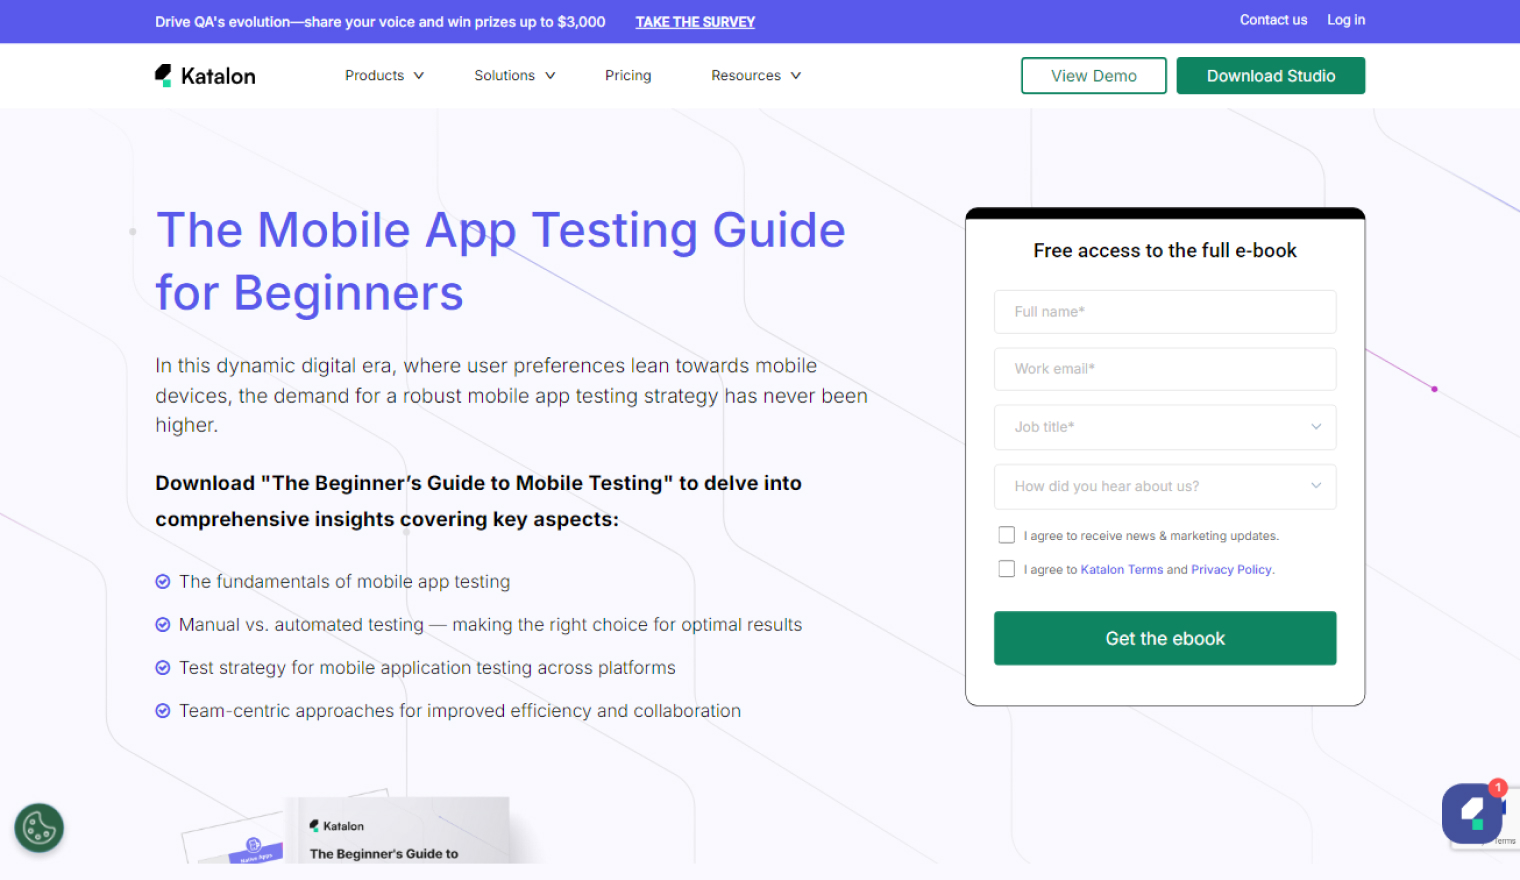 Drive QA's evolution—share your voice and win prizes up to $3,000 TAKE THE SURVEY Contact us Log in
Katalon Products Solutions Pricing Resources View Demo Download Studio
The Mobile App Testing Guide
for Beginners
In this dynamic digital era, where user preferences lean towards mobile
devices, the demand for a robust mobile app testing strategy has never been
higher.
Download "The Beginner’s Guide to Mobile Testing" to delve into
comprehensive insights covering key aspects:
The fundamentals of mobile app testing
Manual vs. automated testing — making the right choice for optimal results
Test strategy for mobile application testing across platforms
Team-centric approaches for improved efficiency and collaboration
Free access to the full e-book
Full name*
Work email*
Job title*
How did you hear about us?
I agree to receive news & marketing updates.
I agree to Katalon Terms and Privacy Policy.
Get the ebook
Katalon
The Beginner's Guide to
Native Apps
1
Terms